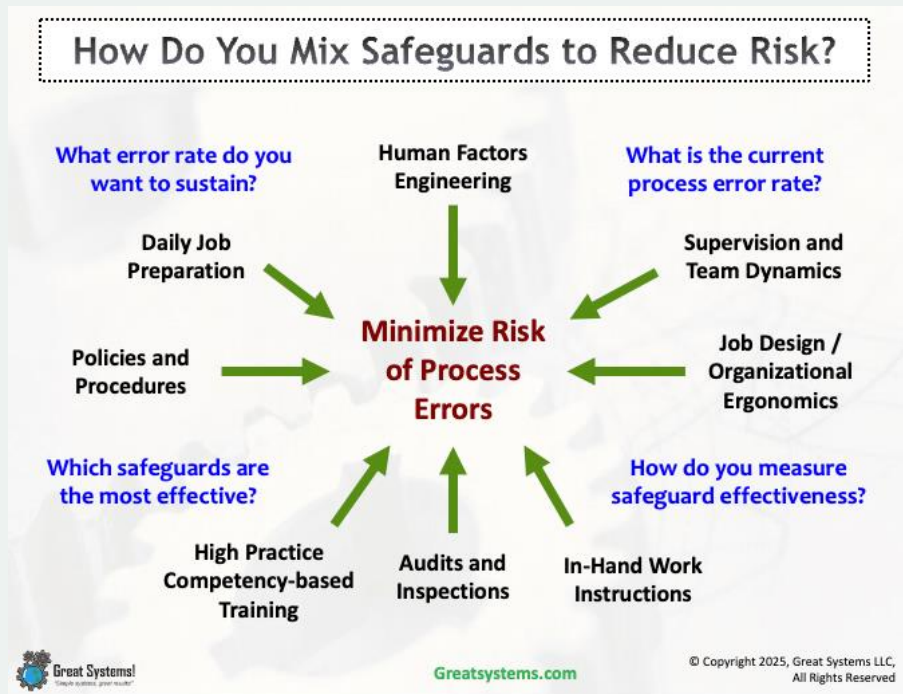 How Do You Mix Safeguards to Reduce Risk?
What error rate do you
want to sustain?
Human Factors
Engineering
What is the current
process error rate?
Daily Job
Preparation
Supervision and
Team Dynamics
Minimize Risk
of Process
Errors
Policies and
Procedures
Job Design /
Organizational
Ergonomics
Which safeguards are
the most effective?
How do you measure
safeguard effectiveness?
High Practice
Competency-based
Training
Audits and
Inspections
In-Hand Work
Instructions
Great Systems!
"Simple systems, great results"
Greatsystems.com
© Copyright 2025, Great Systems LLC,
All Rights Reserved